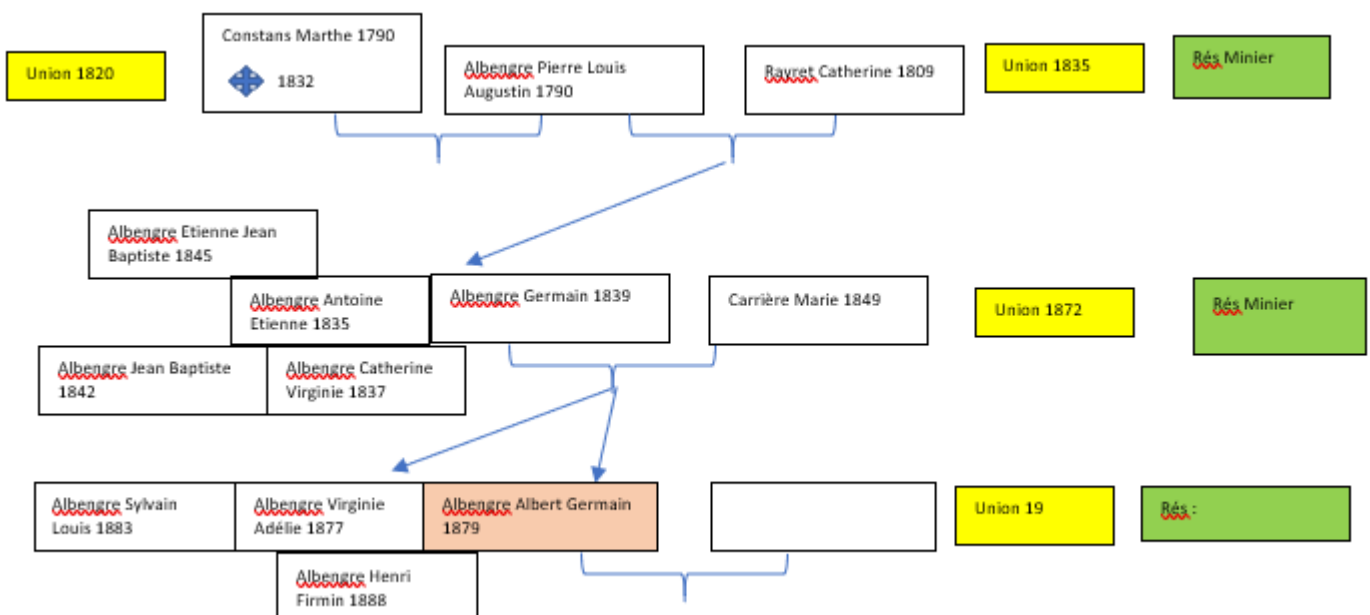 Union 1820
Constans Marthe 1790
1832
Albengre Pierre Louis
Augustin 1790
Rayret Catherine 1809
Union 1835
Rés Minier
Albengre Etienne Jean
Baptiste 1845
Albengre Antoine
Etienne 1835
Albengre Germain 1839
Carrière Marie 1849
Union 1872
Rés Minier
Albengre Jean Baptiste
1842
Albengre Catherine
Virginie 1837
Albengre Sylvain
Louis 1883
Albengre Virginie
Adélie 1877
Albengre Albert Germain
1879
Union 19
Rés :
Albengre Henri
Firmin 1888